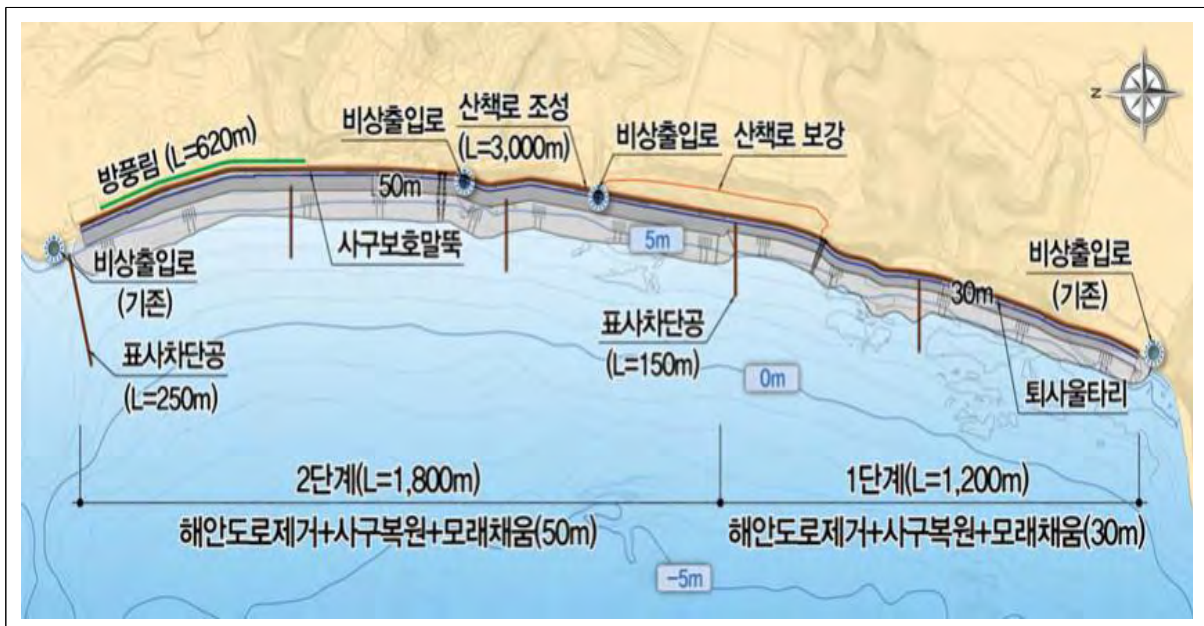 N
방풍림 (L=620m)
비상출입로
산책로 조성
(L=3,000m)
비상출입로
산책로 보강
50m
사구보호말뚝
5m
비상출입로
(기존)
표사차단공
(L=250m)
표사차단공
(L=150m)
30m
비상출입로
(기존)
0m
퇴사울타리
2단계(L=1,800m)
해안도로제거+사구복원+모래채움(50m)
1단계(L=1,200m)
해안도로제거+사구복원+모래채움(30m)
-5m